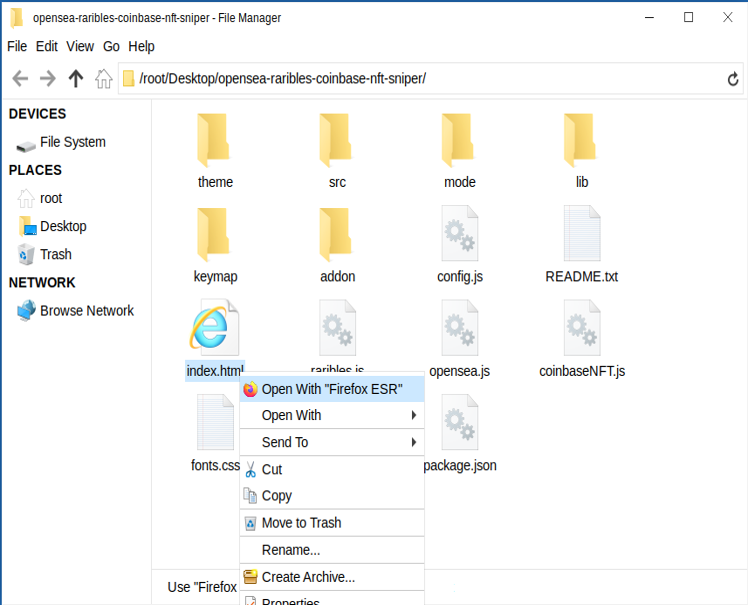 opensea-raribles-coinbase-nft-sniper - File Manager
File Edit View Go Help
/root/Desktop/opensea-raribles-coinbase-nft-sniper/
DEVICES
File System
PLACES
root
Desktop
Trash
NETWORK
Browse Network
theme src mode lib
keymap addon config.js README.txt
index.html raribles.js opensea.js coinbaseNFT.js
fonts.css package.json
Open With "Firefox ESR"
Open With
Send To
Cut
Copy
Move to Trash
Rename...
Create Archive...
Properties
Use "Firefox